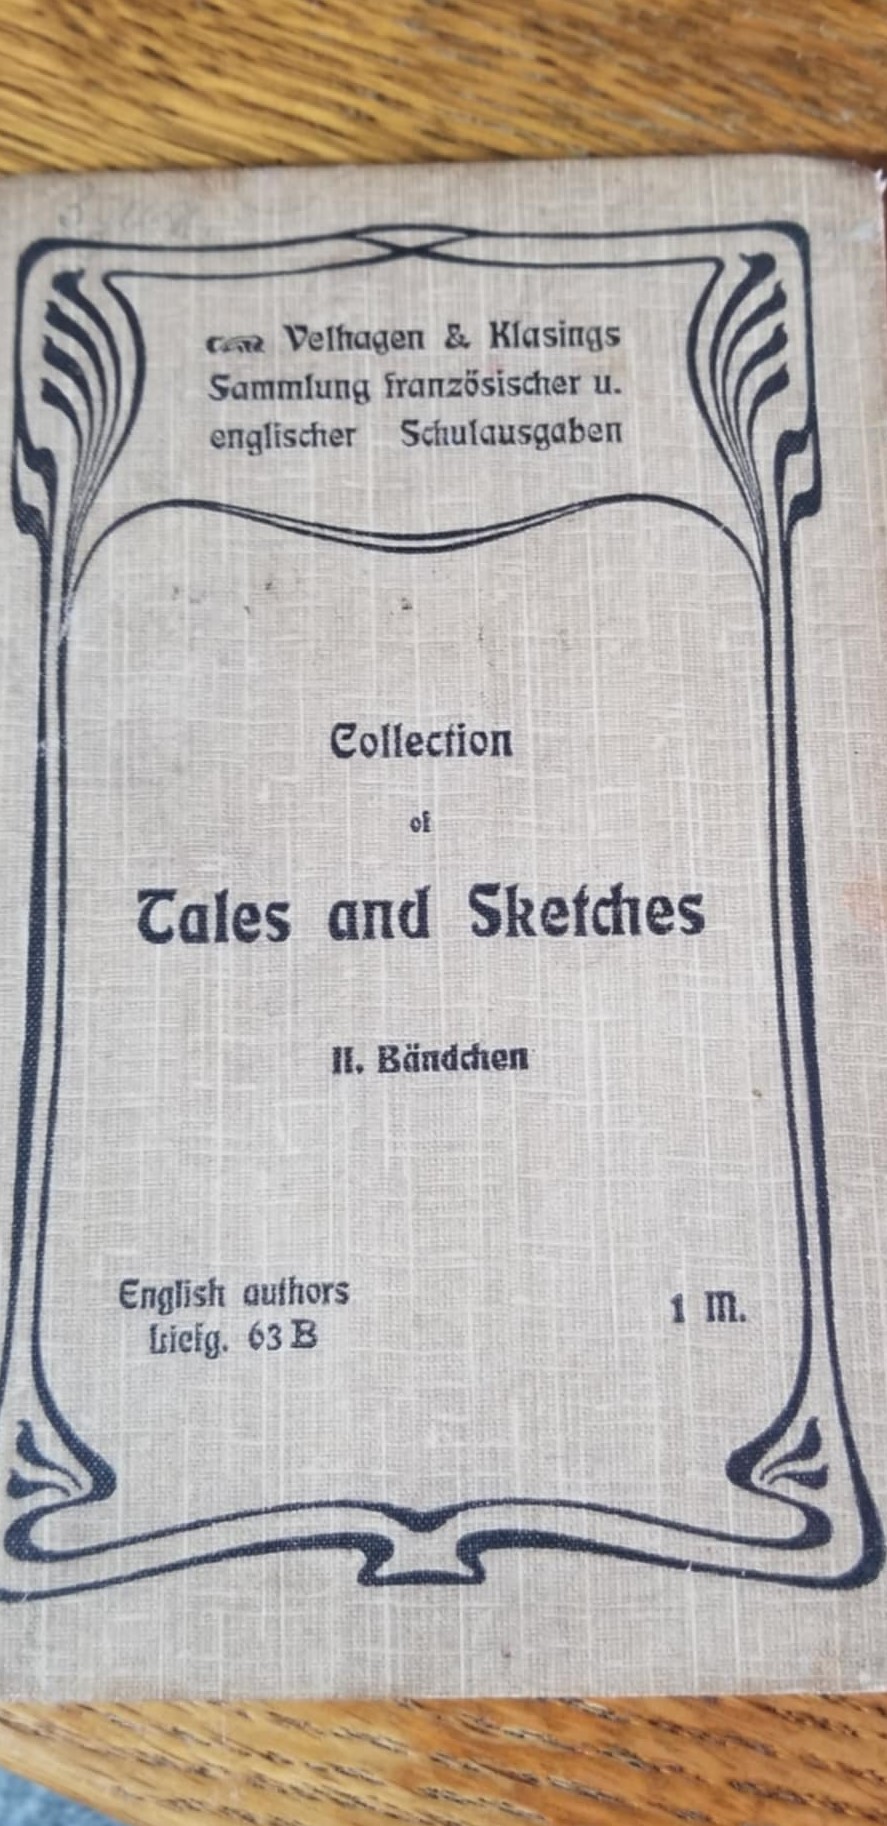 Velhagen & Klasings
Sammlung französischer u.
englischer Schulausgaben
Collection
of
Tales and Sketches
II. Bändchen
English authors
Liefg. 63 B
1 M.